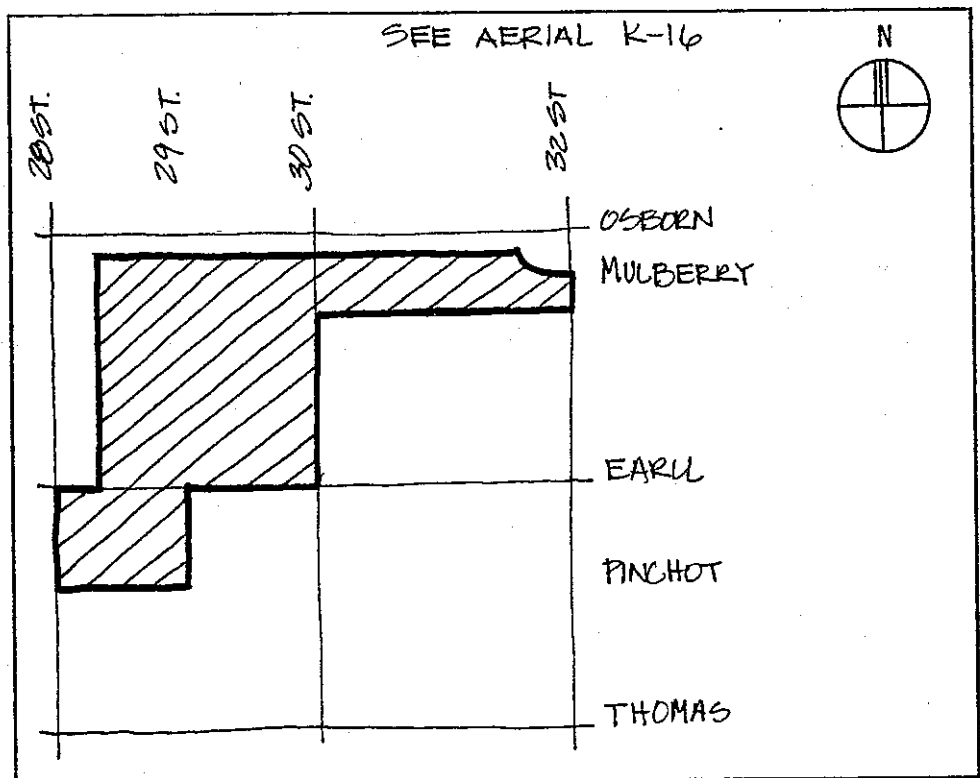 SEE AERIAL K-16
N
28 ST.
29 ST.
30 ST.
32 ST
OSBORN
MULBERRY
EARLL
PINCHOT
THOMAS